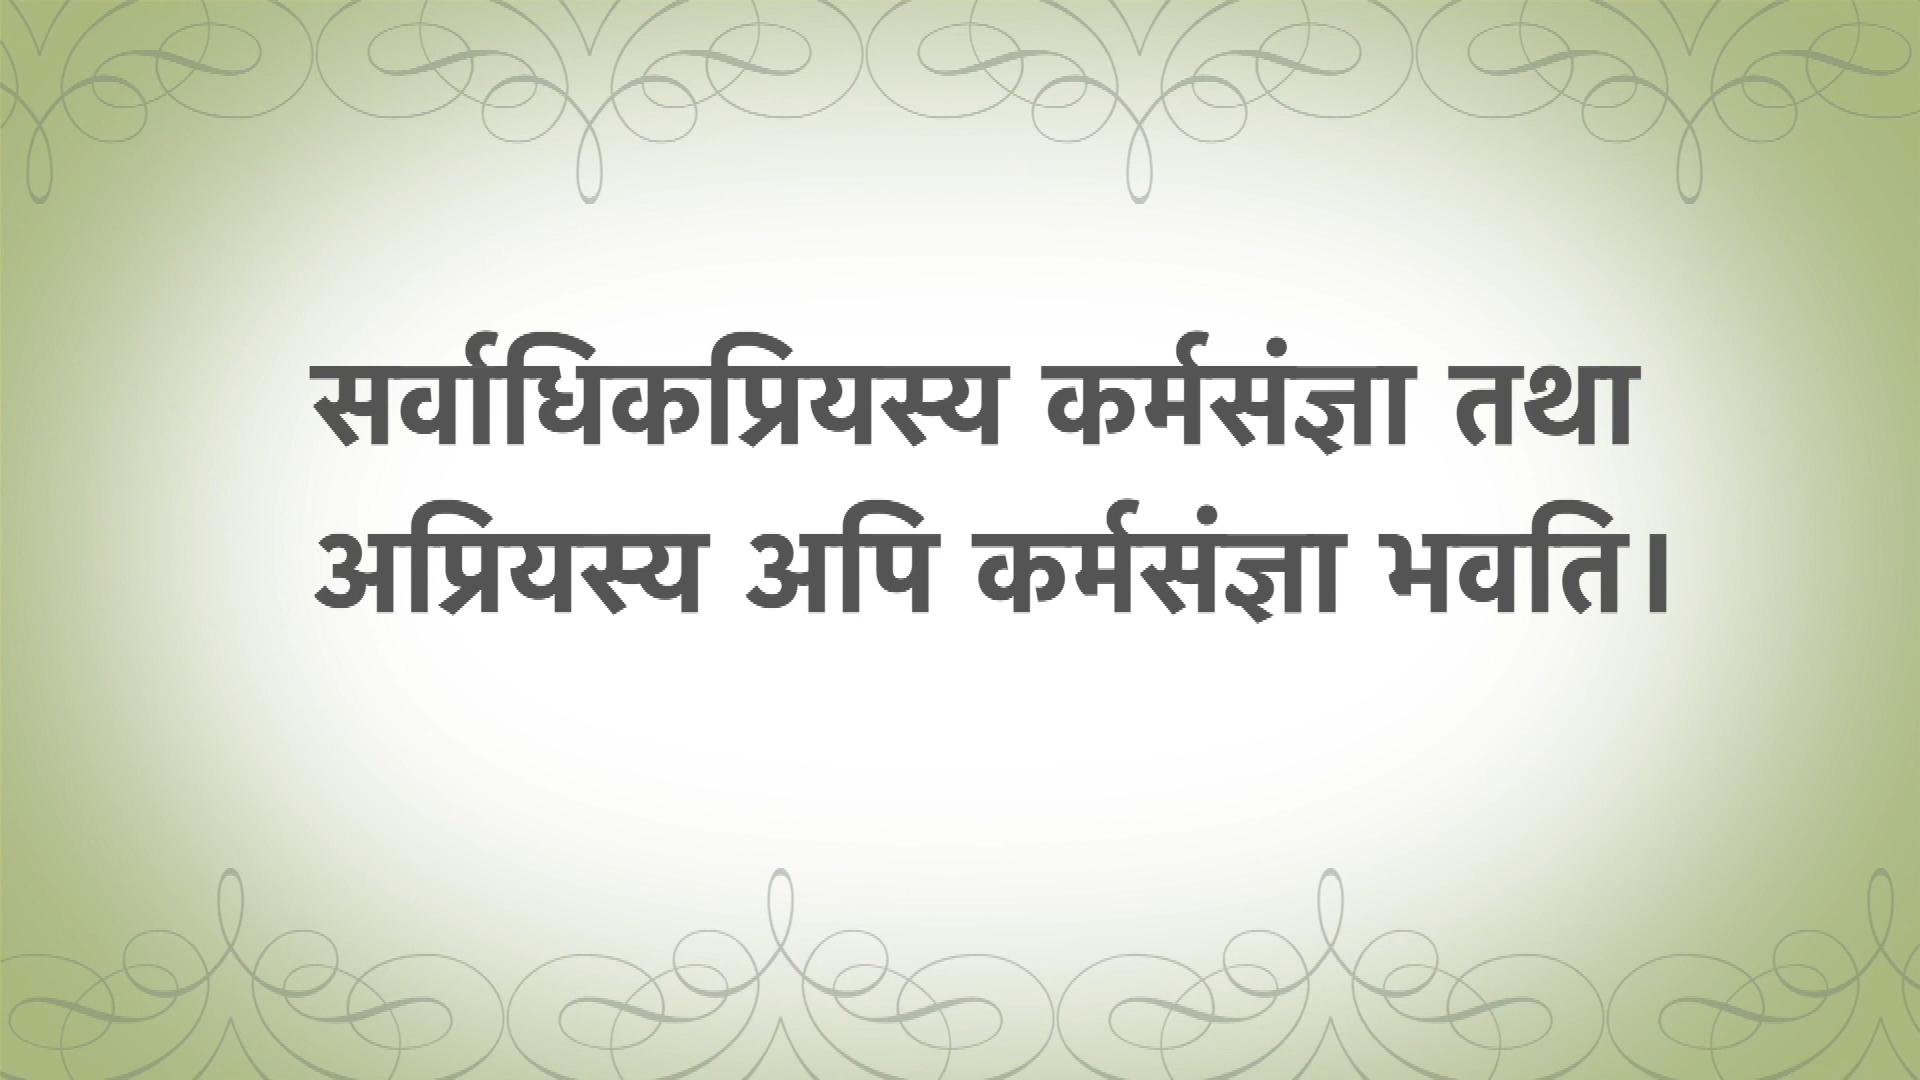 सर्वाधिकप्रियस्य कर्मसंज्ञा तथा
अप्रियस्य अपि कर्मसंज्ञा भवति।